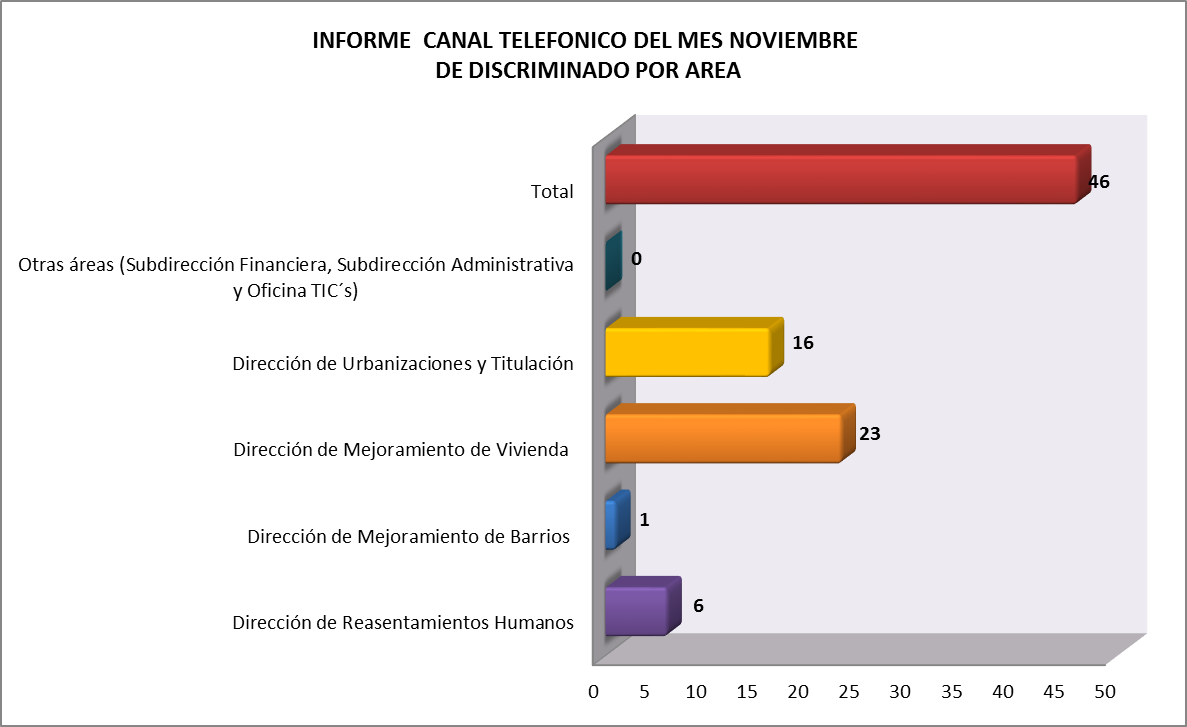 INFORME  CANAL TELEFONICO DEL MES NOVIEMBRE
DE DISCRIMINADO POR AREA
Total
46
Otras áreas (Subdirección Financiera, Subdirección Administrativa
y Oficina TIC´s)
0
Dirección de Urbanizaciones y Titulación
16
Dirección de Mejoramiento de Vivienda
23
Dirección de Mejoramiento de Barrios
1
Dirección de Reasentamientos Humanos
6
0 5 10 15 20 25 30 35 40 45 50